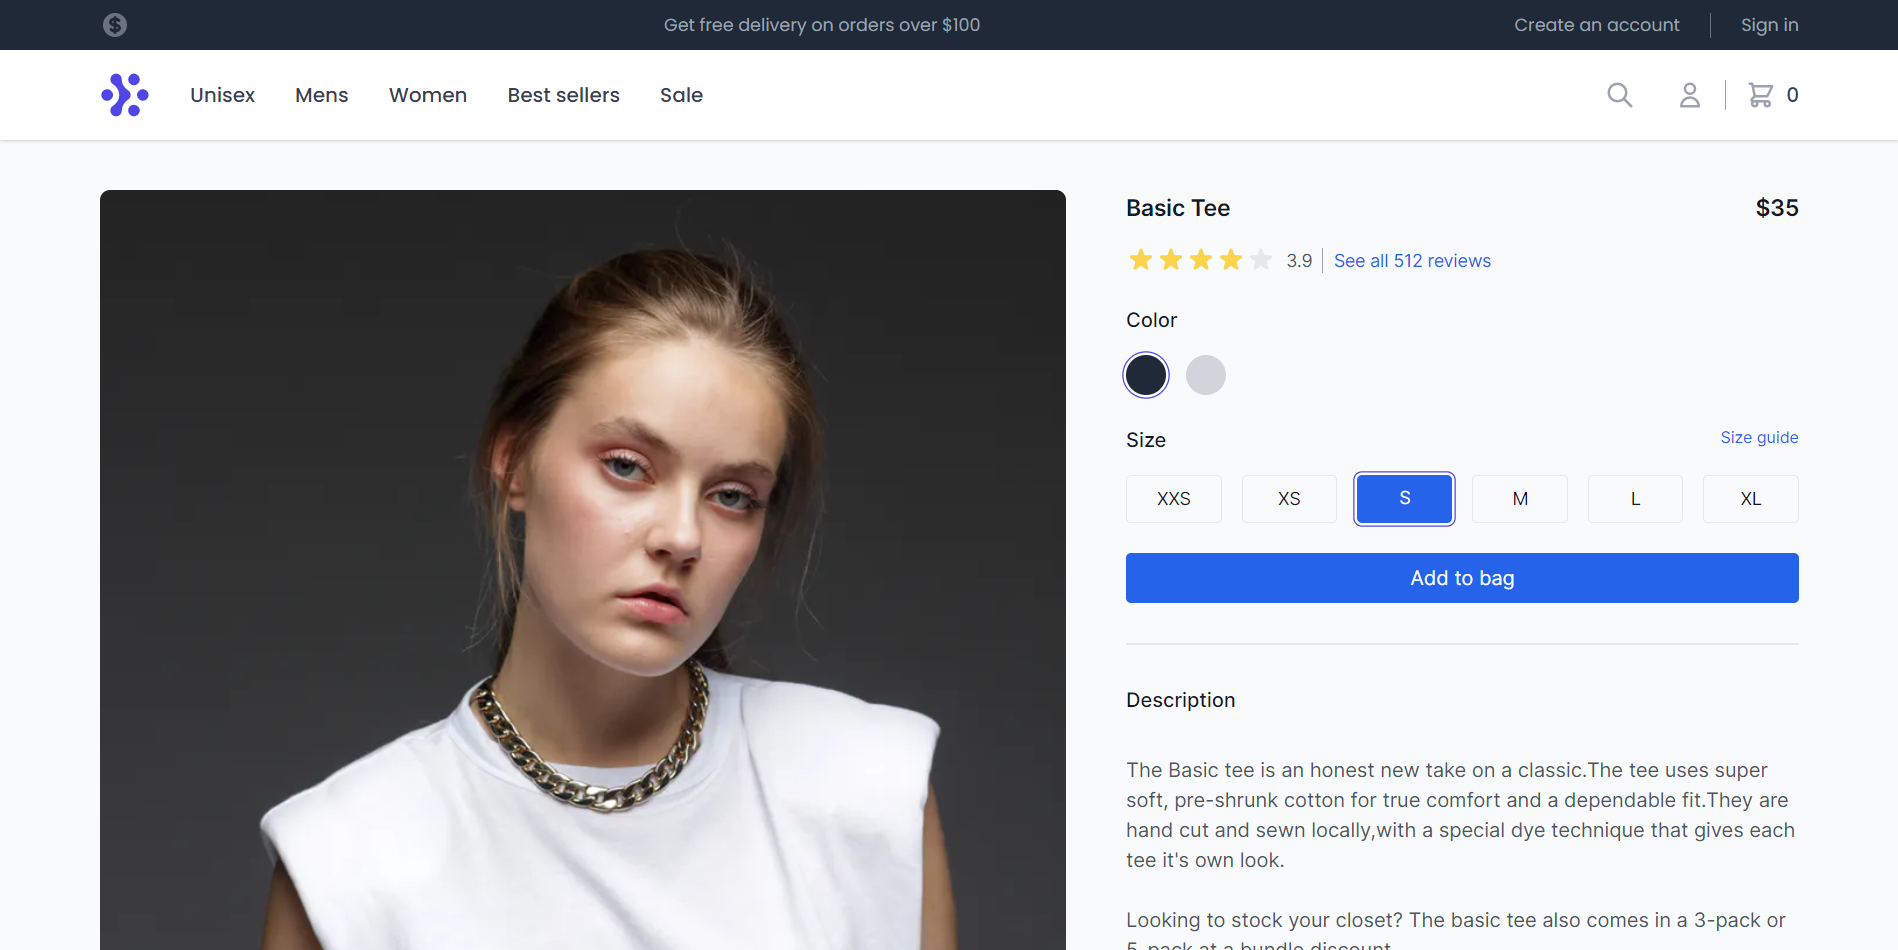 $
Get free delivery on orders over $100
Create an account
Sign in
Unisex
Mens
Women
Best sellers
Sale
0
Basic Tee
$35
3.9
See all 512 reviews
Color
Size
Size guide
XXS
XS
S
M
L
XL
Add to bag
Description
The Basic tee is an honest new take on a classic.The tee uses super
soft, pre-shrunk cotton for true comfort and a dependable fit.They are
hand cut and sewn locally,with a special dye technique that gives each
tee it's own look.
Looking to stock your closet? The basic tee also comes in a 3-pack or
5-pack at a bundle discount.